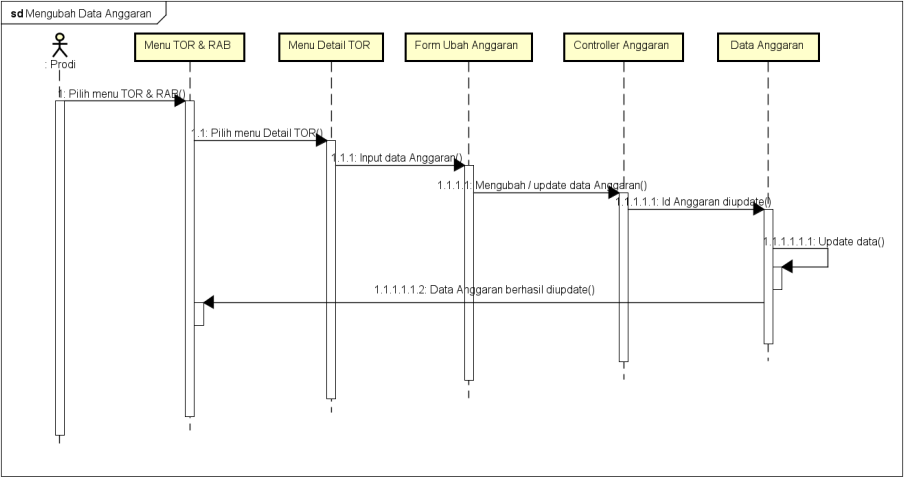 sd Mengubah Data Anggaran
Menu TOR & RAB
Menu Detail TOR
Form Ubah Anggaran
Controller Anggaran
Data Anggaran
: Prodi
1: Pilih menu TOR & RAB()
1.1: Pilih menu Detail TOR()
1.1.1: Input data Anggaran()
1.1.1.1: Mengubah / update data Anggaran()
1.1.1.1.1: Id Anggaran diupdate()
1.1.1.1.1.1: Update data()
1.1.1.1.1.2: Data Anggaran berhasil diupdate()